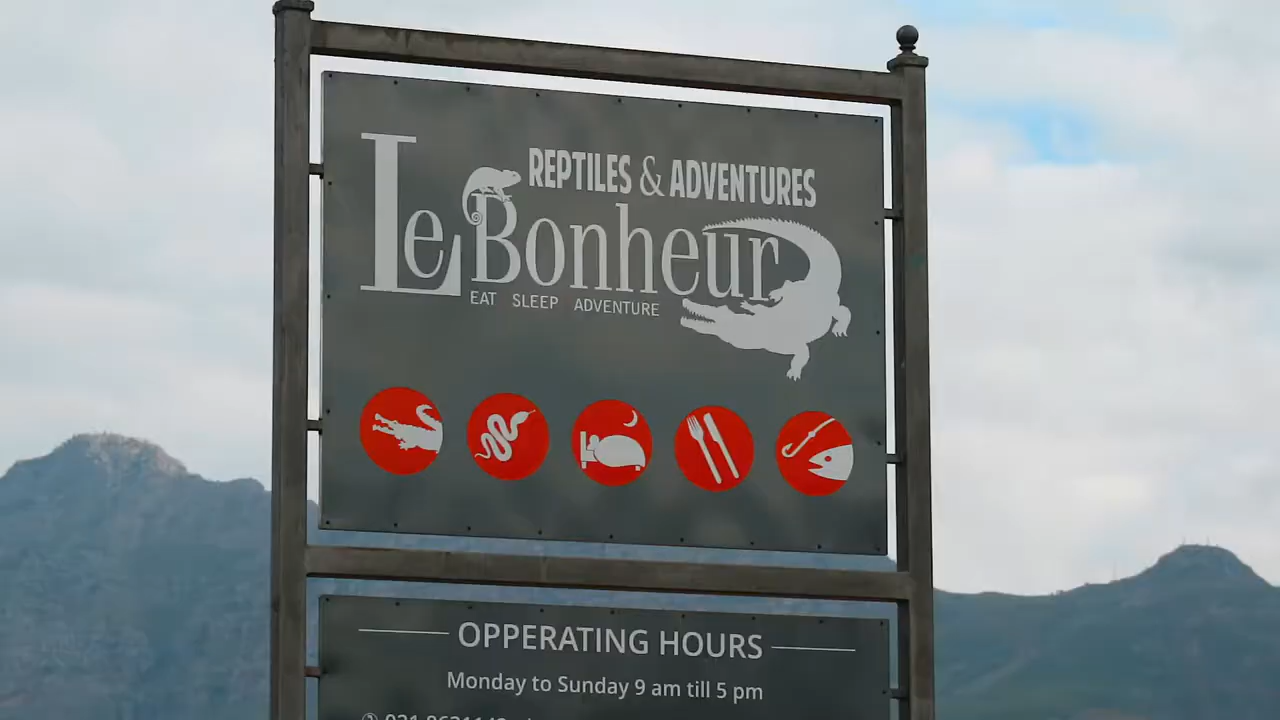 REPTILES & ADVENTURES
Le Bonheur
EAT SLEEP ADVENTURE
OPPERATING HOURS
Monday to Sunday 9 am till 5 pm